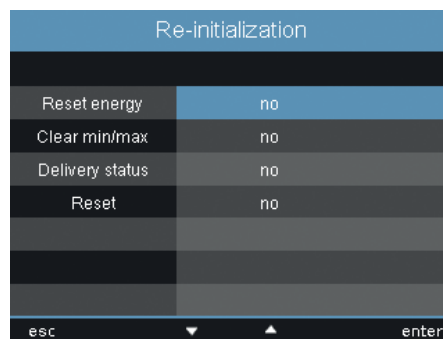 Re-initialization
Reset energy no
Clear min/max no
Delivery status no
Reset no
esc enter